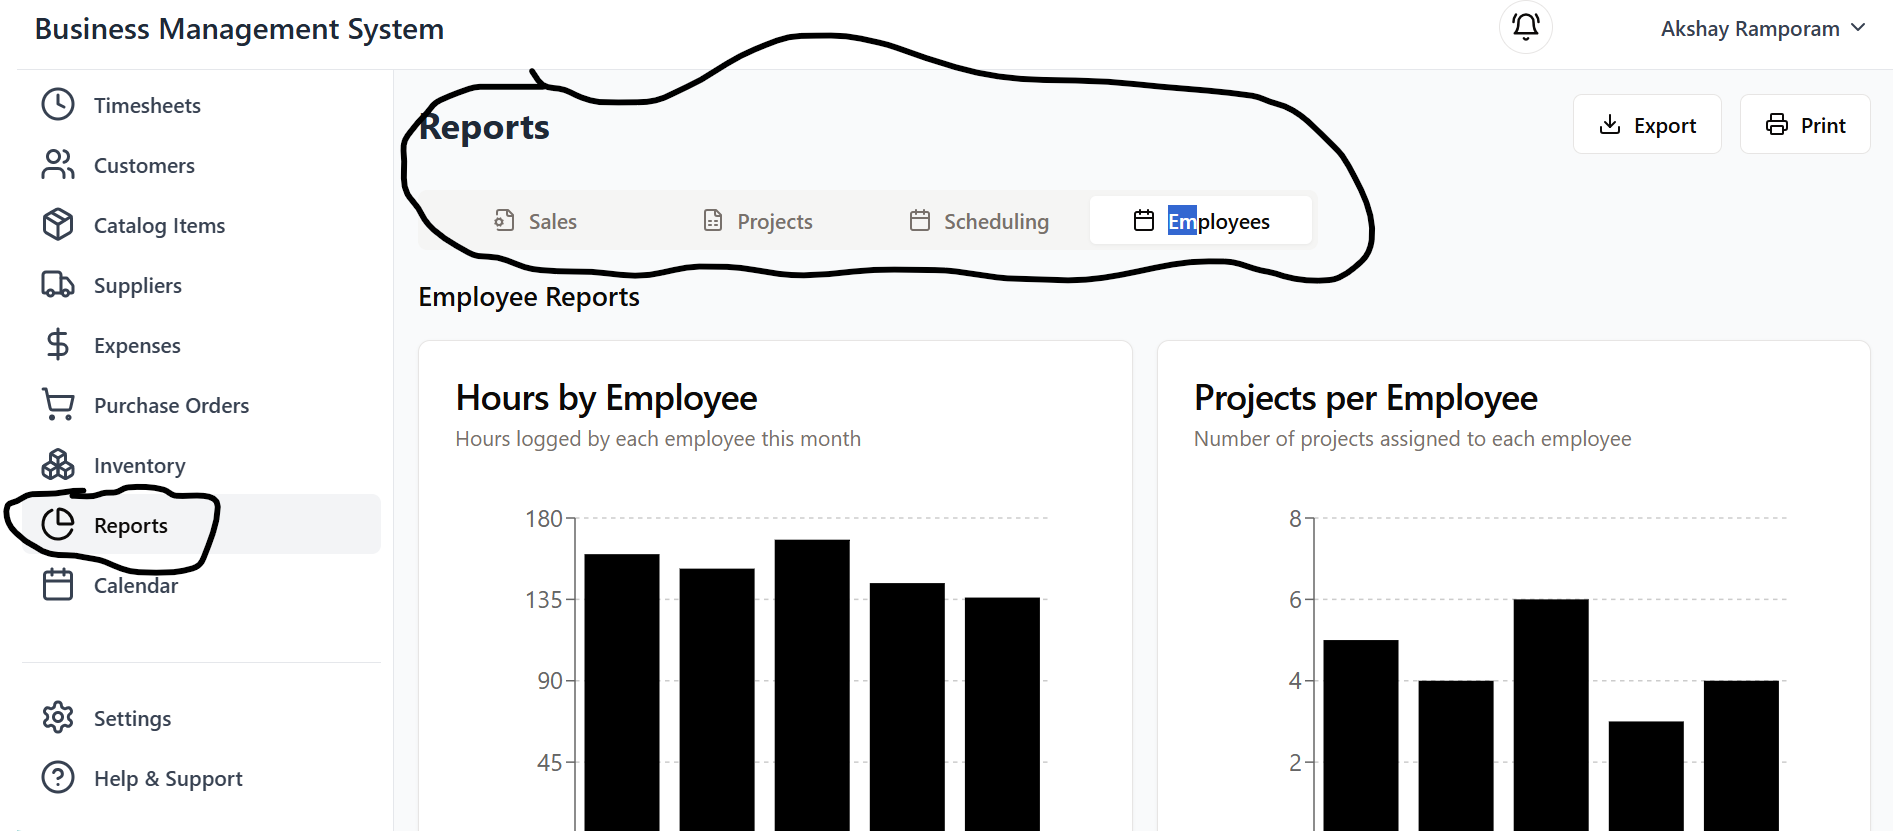 Business Management System
Akshay Ramporam
Timesheets
Customers
Catalog Items
Suppliers
Expenses
Purchase Orders
Inventory
Reports
Calendar
Settings
Help & Support
Reports
Export
Print
Sales
Projects
Scheduling
Employees
Employee Reports
Hours by Employee
Hours logged by each employee this month
180
135
90
45
Projects per Employee
Number of projects assigned to each employee
8
6
4
2